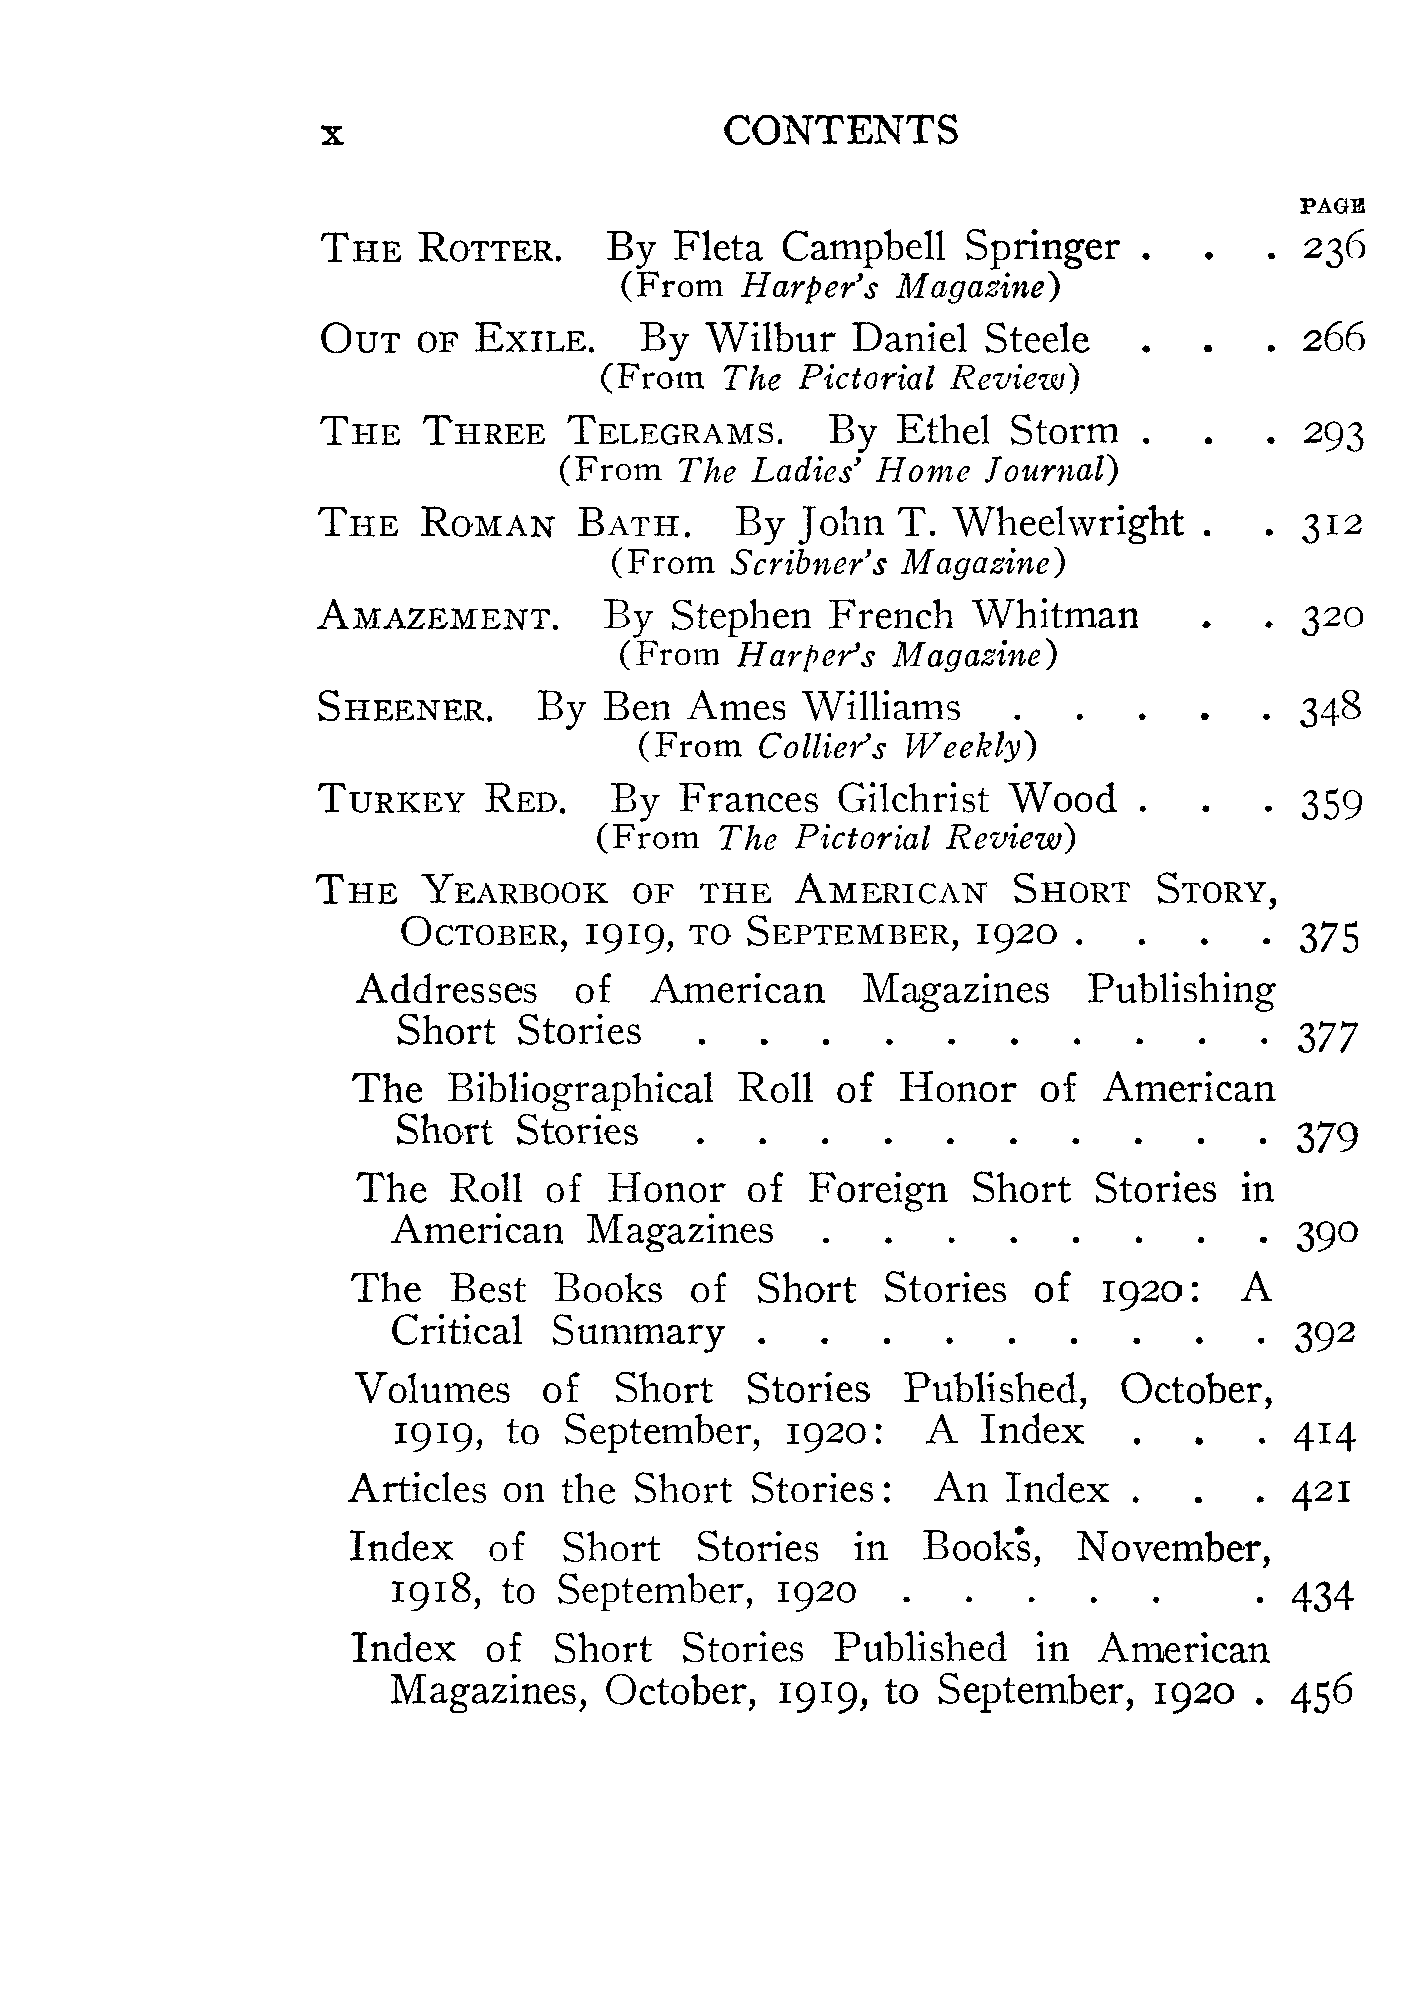 x CONTENTS
PAGE
THE ROTTER. By Fleta Campbell Springer . . . 236
(From Harper's Magazine)
OUT OF EXILE. By Wilbur Daniel Steele . . . 266
(From The Pictorial Review)
THE THREE TELEGRAMS. By Ethel Storm . . . 293
(From The Ladies' Home Journal)
THE ROMAN BATH. By John T. Wheelwright . . 312
(From Scribner's Magazine)
AMAZEMENT. By Stephen French Whitman . . 320
(From Harper's Magazine)
SHEENER. By Ben Ames Williams . . . . . 348
(From Collier's Weekly)
TURKEY RED. By Frances Gilchrist Wood . . . 359
(From The Pictorial Review)
THE YEARBOOK OF THE AMERICAN SHORT STORY,
OCTOBER, 1919, TO SEPTEMBER, 1920 . . . . 375
Addresses of American Magazines Publishing
Short Stories . . . . . . . . . . 377
The Bibliographical Roll of Honor of American
Short Stories . . . . . . . . . . 379
The Roll of Honor of Foreign Short Stories in
American Magazines . . . . . . . . 390
The Best Books of Short Stories of 1920: A
Critical Summary . . . . . . . . . 392
Volumes of Short Stories Published, October,
1919, to September, 1920: A Index . . . 414
Articles on the Short Stories: An Index . . . 421
Index of Short Stories in Books, November,
1918, to September, 1920 . . . . . . 434
Index of Short Stories Published in American
Magazines, October, 1919, to September, 1920 . 456